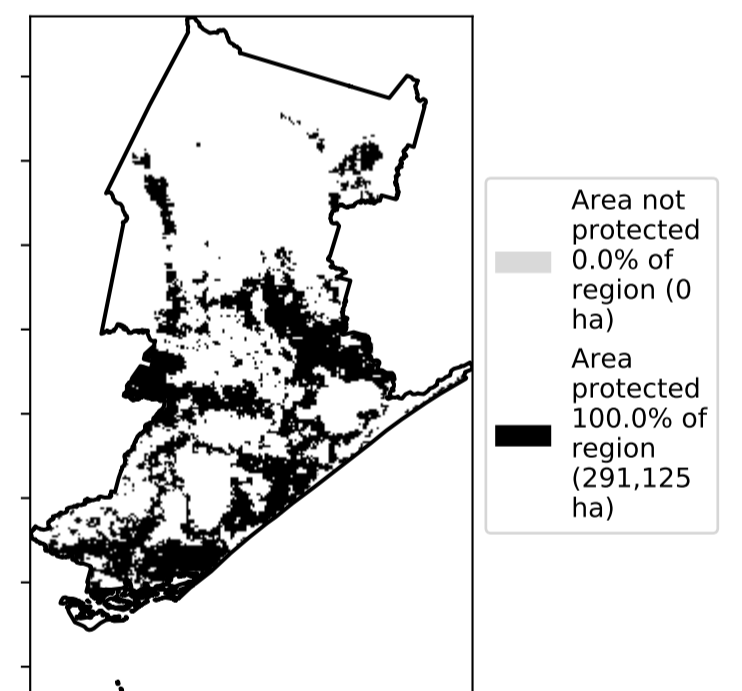 Area not
protected
0.0% of
region (0
ha)
Area
protected
100.0% of
region
(291,125
ha)